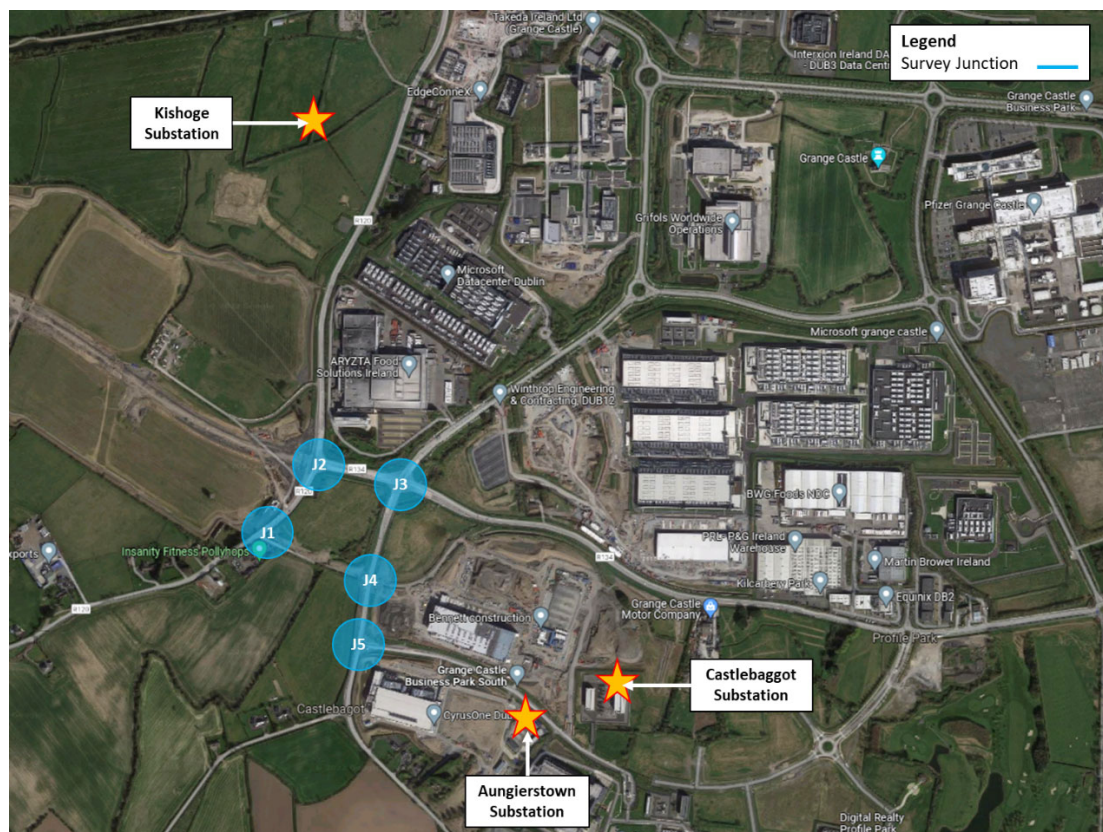 Takeda Ireland Ltd
(Grange Castle)
Interxion Ireland DA
DUB3 Data Cent
Legend
Survey Junction
EdgeConneX
Grange Castle
Business Park
Kishoge
Substation
Grange Castle
Pfizer Grange Castle
R120
Grifols Worldwide
Operations
Microsoft
Datacenter Dublin
Microsoft grange castle
ARYZTA Food
Solutions Ireland
Winthrop Engineering
& Contracting, DUB12
J2
R134
J3
R120
BWG Foods NDC
J1
Insanity Fitness Pollyhops
xports
PRL-P&G Ireland
Warehouse
R134
Martin Brower Ireland
J4
Kilcarbery Park
Equinix DB2
R120
Bennett construction
Grange Castle
Motor Company
Profile Park
J5
Grange Castle
Business Park South
Castlebaggot
Substation
Castlebagot
CyrusOne Dub
Aungierstown
Substation
Digital Realty
Profile Park